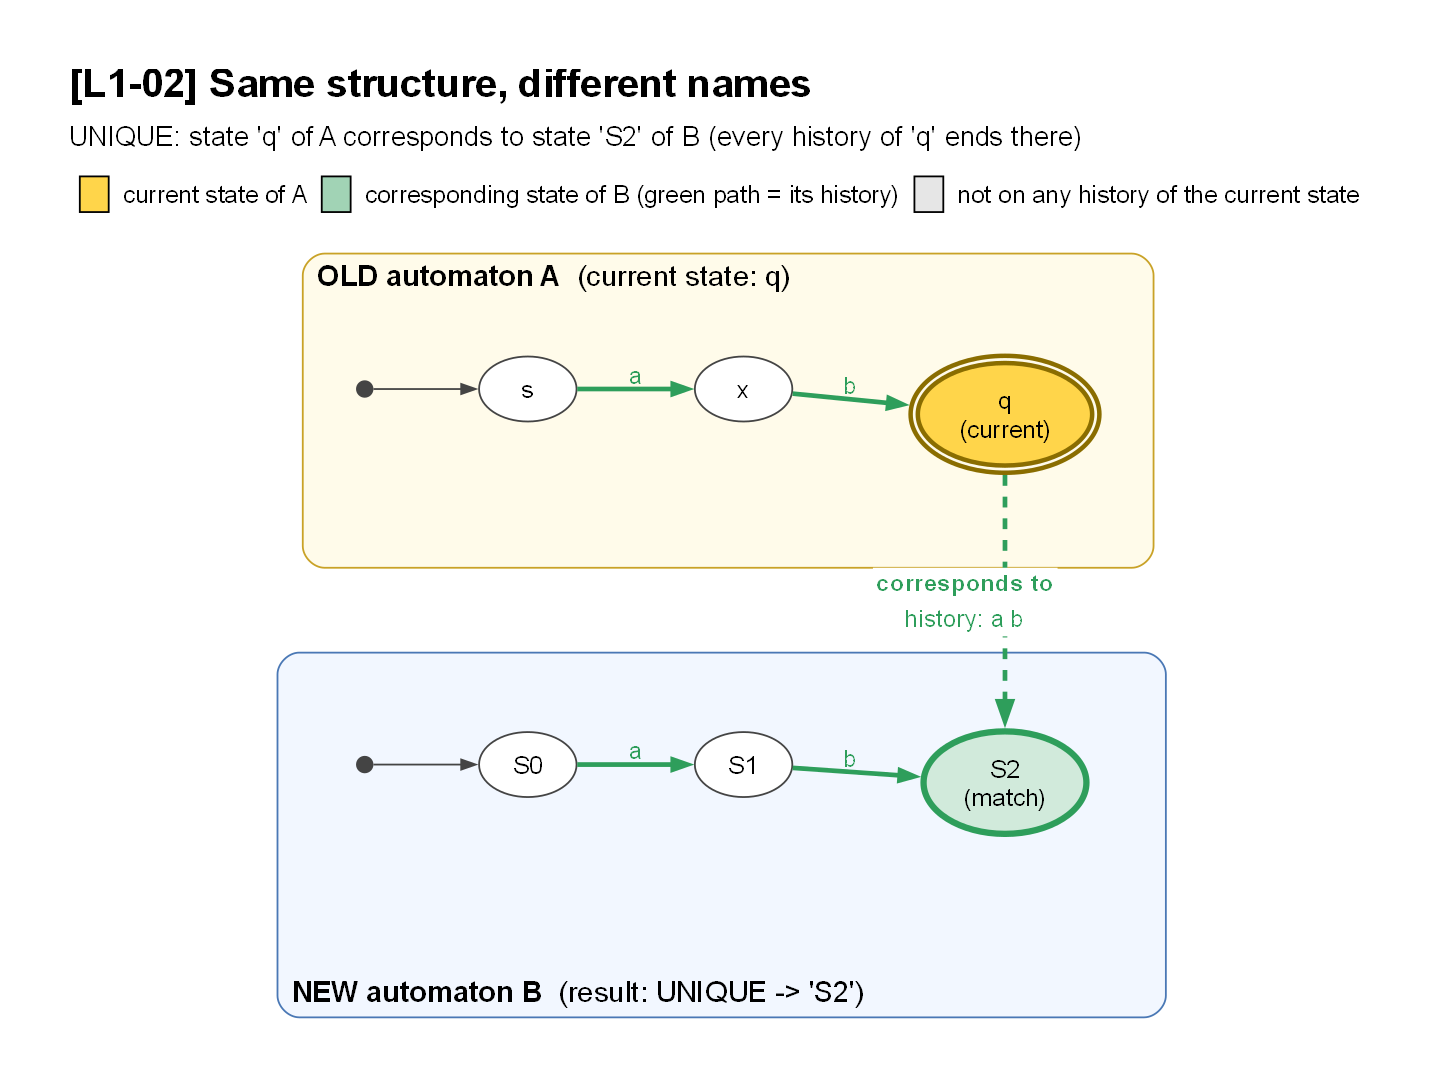 [L1-02] Same structure, different names
UNIQUE: state 'q' of A corresponds to state 'S2' of B (every history of 'q' ends there)
current state of A
corresponding state of B (green path = its history)
not on any history of the current state
OLD automaton A (current state: q)
s
a
x
b
q
(current)
corresponds to
history: a b
S0
a
S1
b
S2
(match)
NEW automaton B (result: UNIQUE -> 'S2')